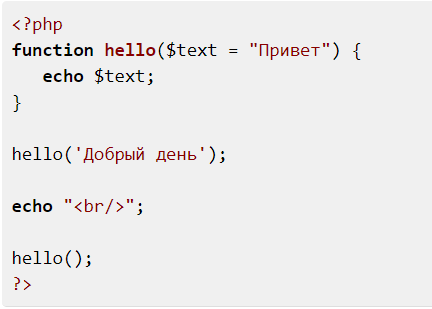 <?php
function hello($text = "Привет") {
   echo $text;
}

hello('Добрый день');

echo "<br/>";

hello();
?>